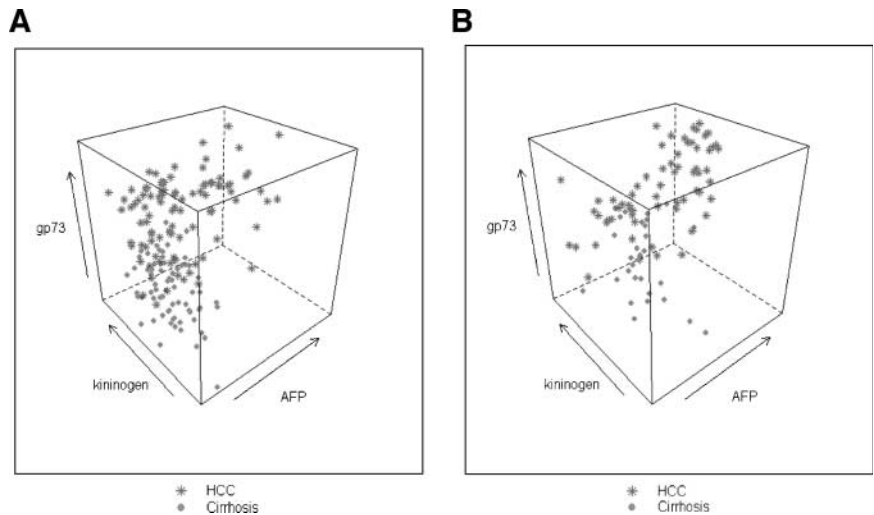 A
B
gp73
kininogen
AFP
gp73
kininogen
AFP
HCC
Cirrhosis
HCC
Cirrhosis